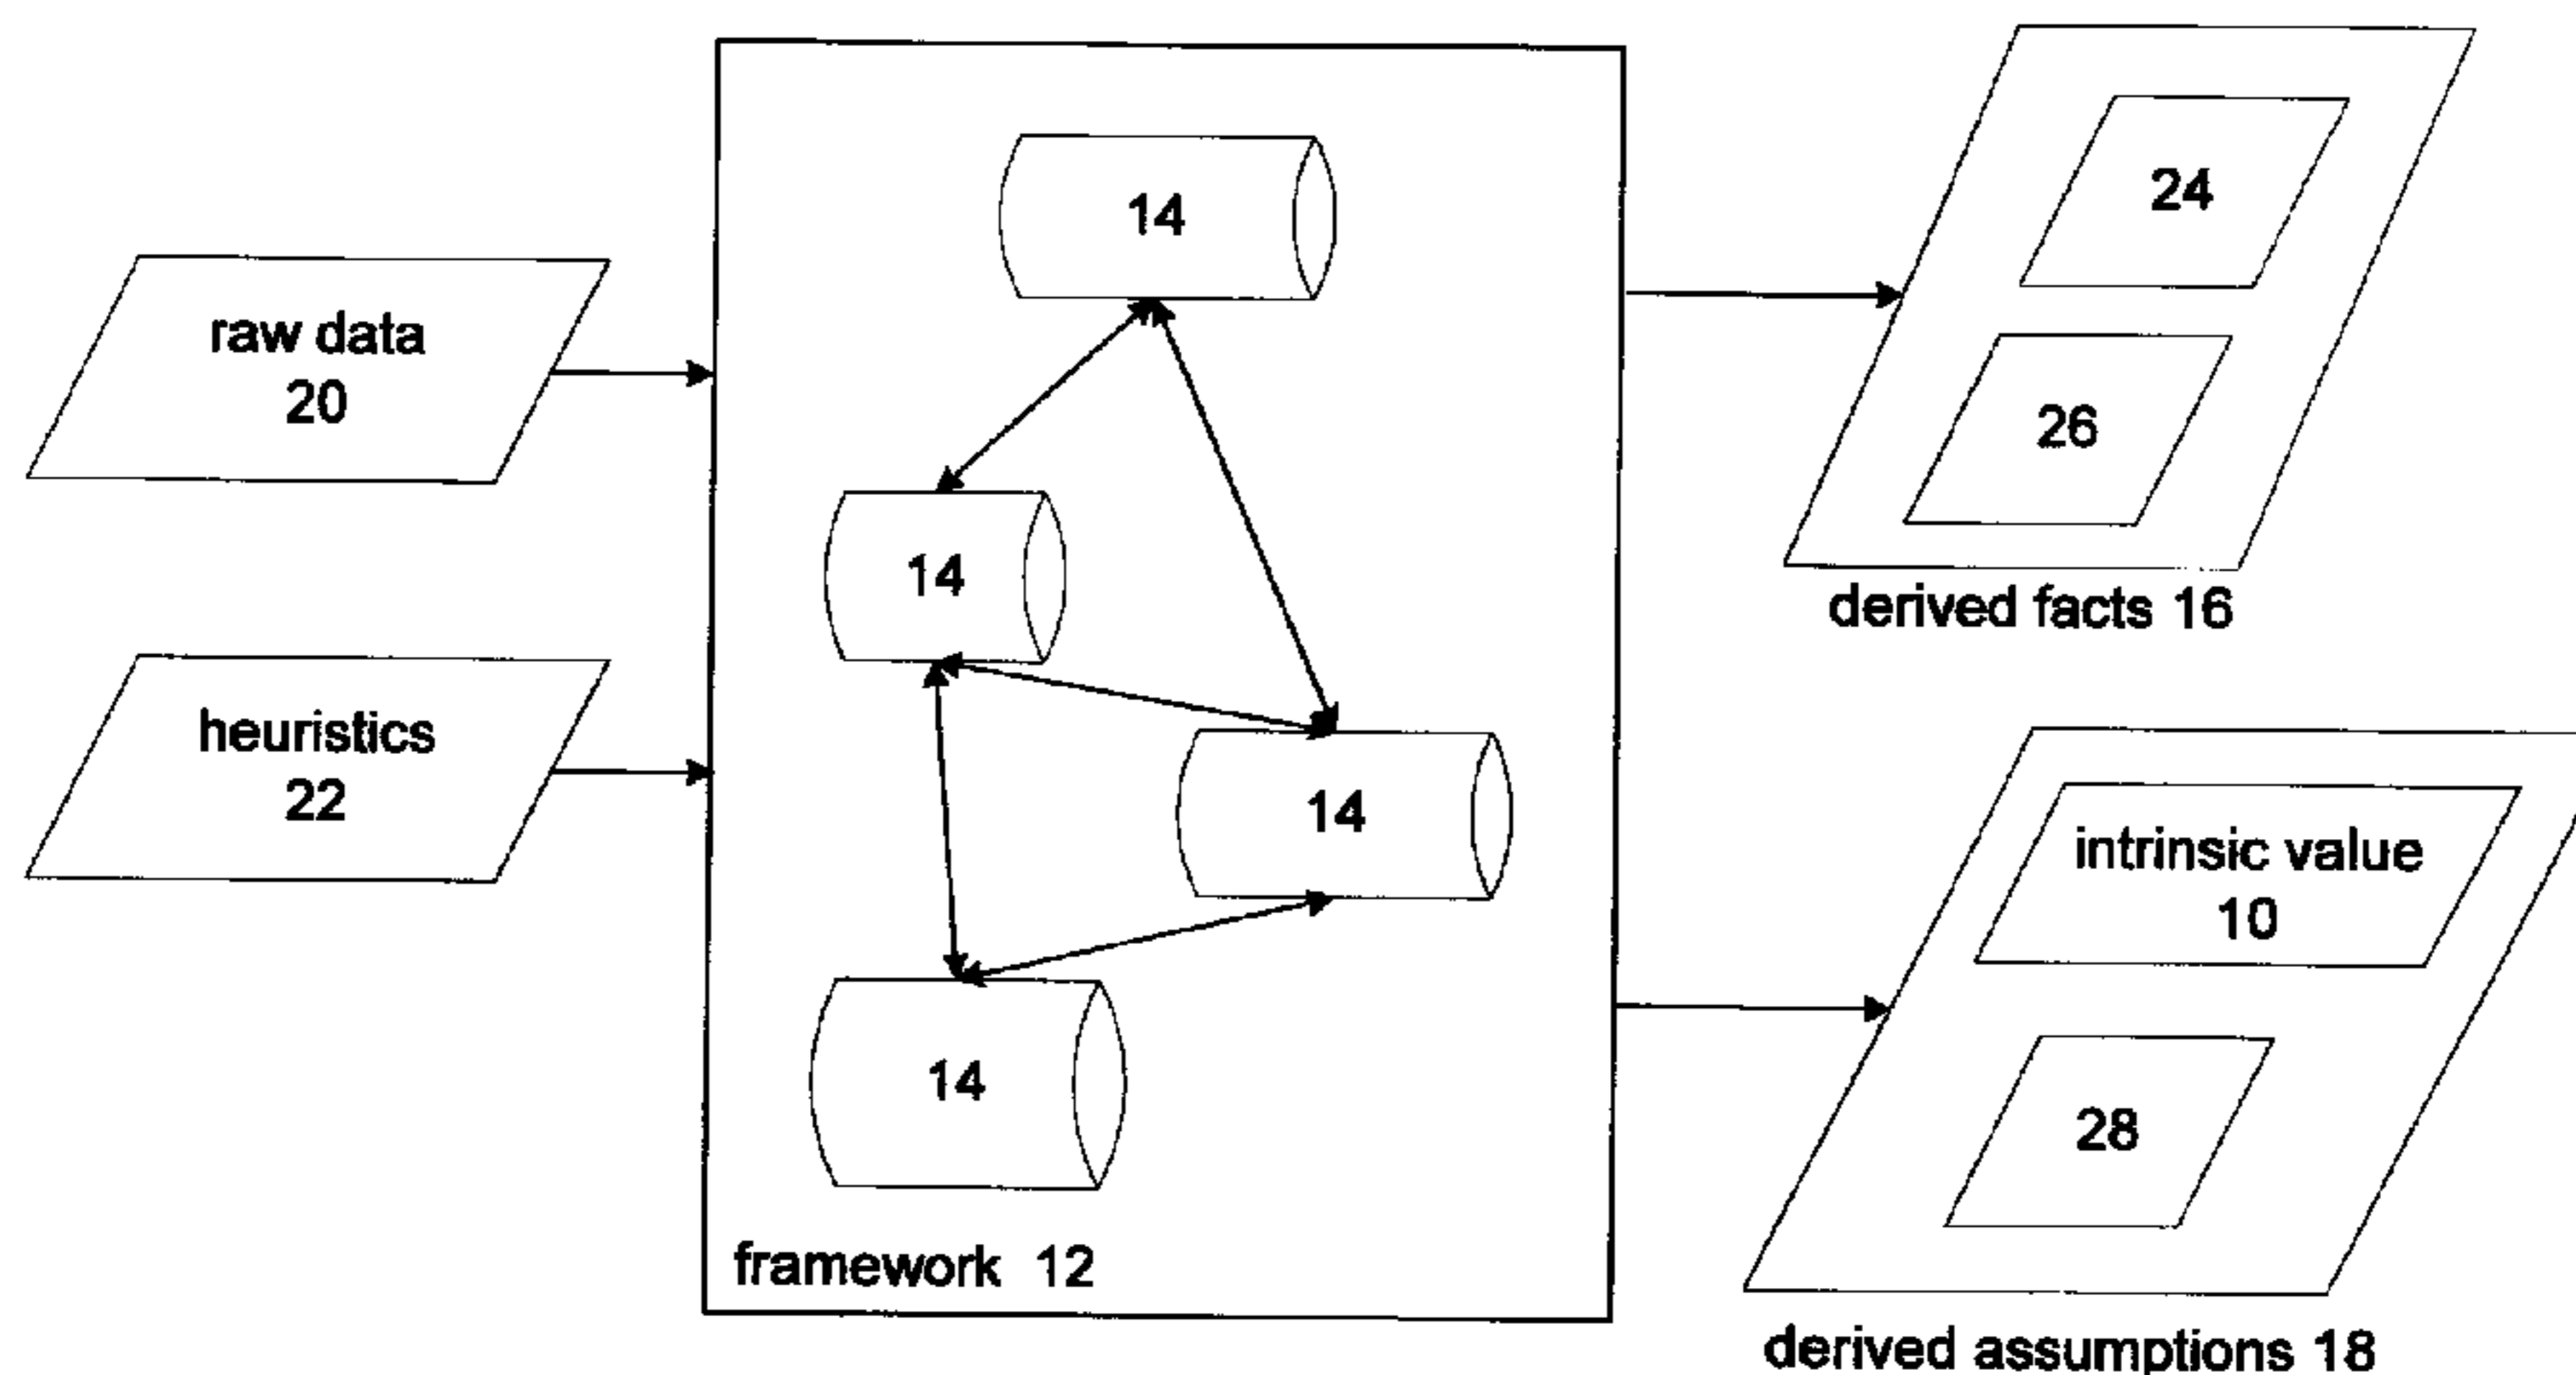 raw data
20
heuristics
22
14
14
14
14
framework 12
24
26
derived facts 16
intrinsic value
10
28
derived assumptions 18